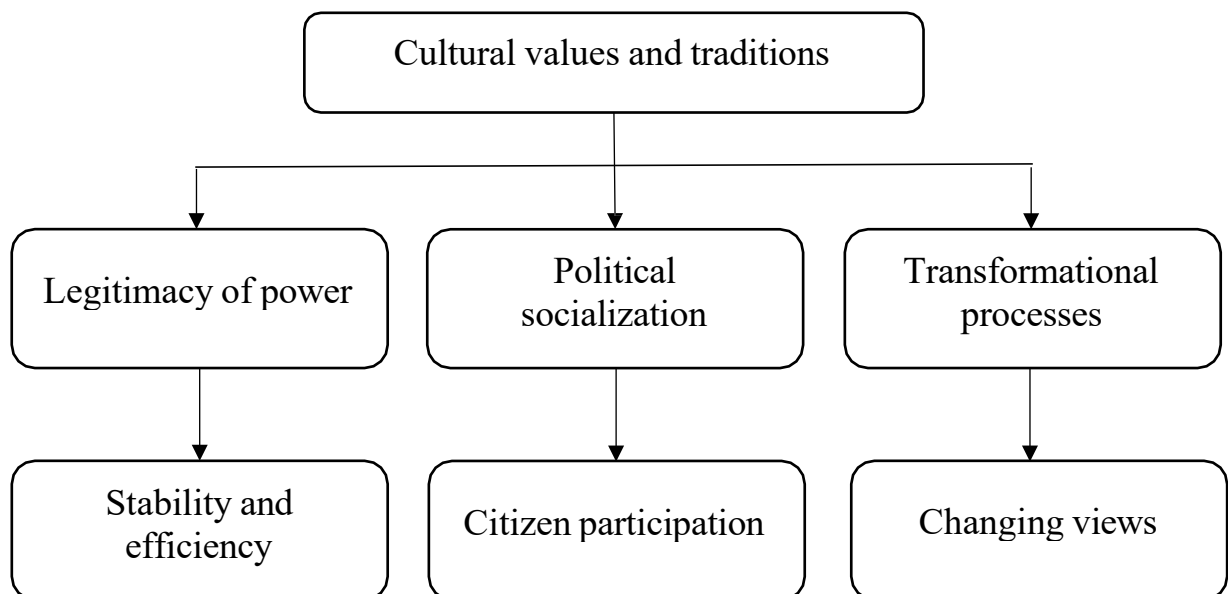 Cultural values and traditions
Legitimacy of power
Political
socialization
Transformational
processes
Stability and
efficiency
Citizen participation
Changing views